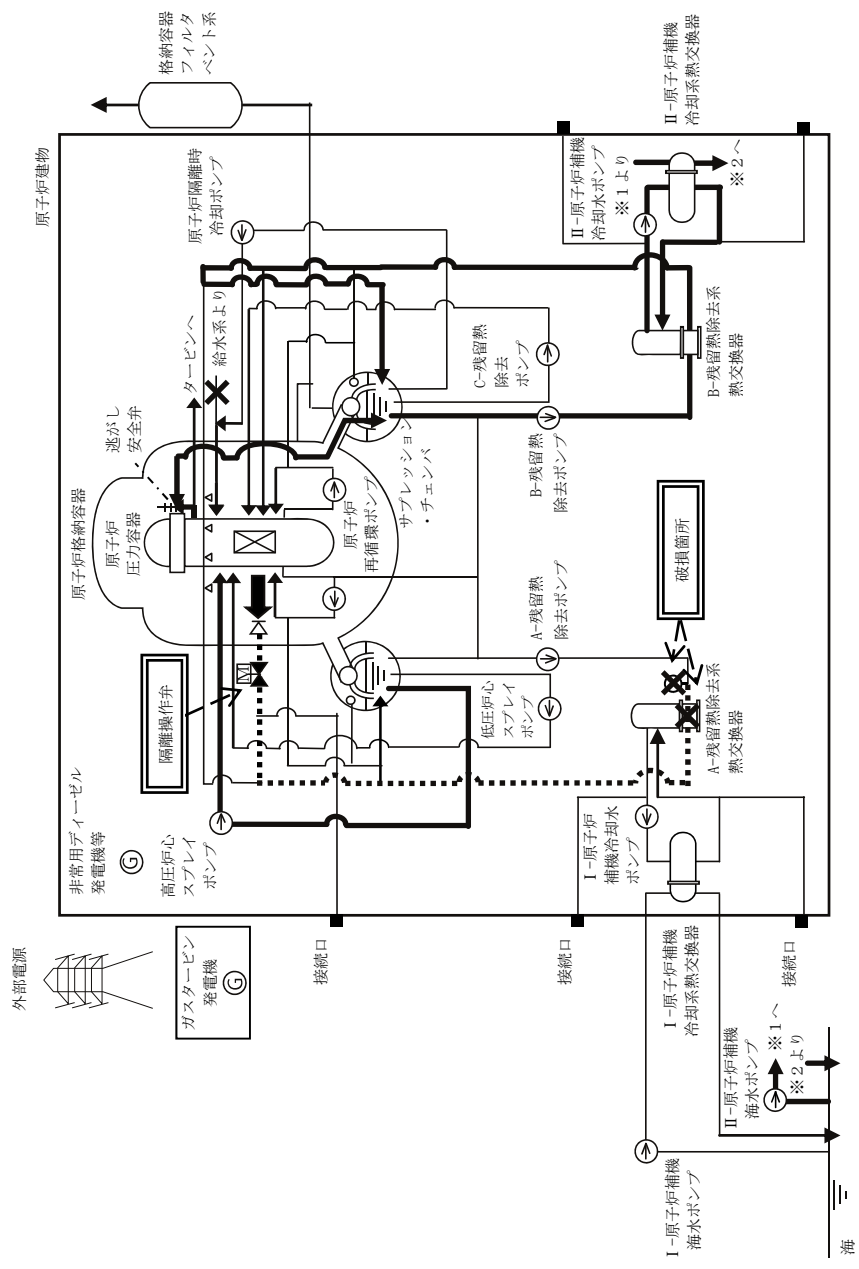 外部電源
ガスタービン
発電機
G
原子炉建物
非常用ディーゼル
発電機等
G
原子炉格納容器
原子炉
圧力容器
逃がし
安全弁
タービンへ
給水系より
原子炉隔離時
冷却ポンプ
格納容器
フィルタ
ベント系
高圧炉心
スプレイ
ポンプ
隔離操作弁
M
原子炉
再循環ポンプ
サプレッション
・チェンバ
接続口
低圧炉心
スプレイ
ポンプ
A-残留熱
除去ポンプ
B-残留熱
除去ポンプ
C-残留熱
除去
ポンプ
破損箇所
接続口
Ⅰ-原子炉
補機冷却水
ポンプ
A-残留熱除去系
熱交換器
B-残留熱除去系
熱交換器
Ⅱ-原子炉補機
冷却水ポンプ
※1より
※2へ
Ⅱ-原子炉補機
冷却系熱交換器
Ⅰ-原子炉補機
冷却系熱交換器
接続口
Ⅰ-原子炉補機
海水ポンプ
Ⅱ-原子炉補機
海水ポンプ
※1へ
※2より
海